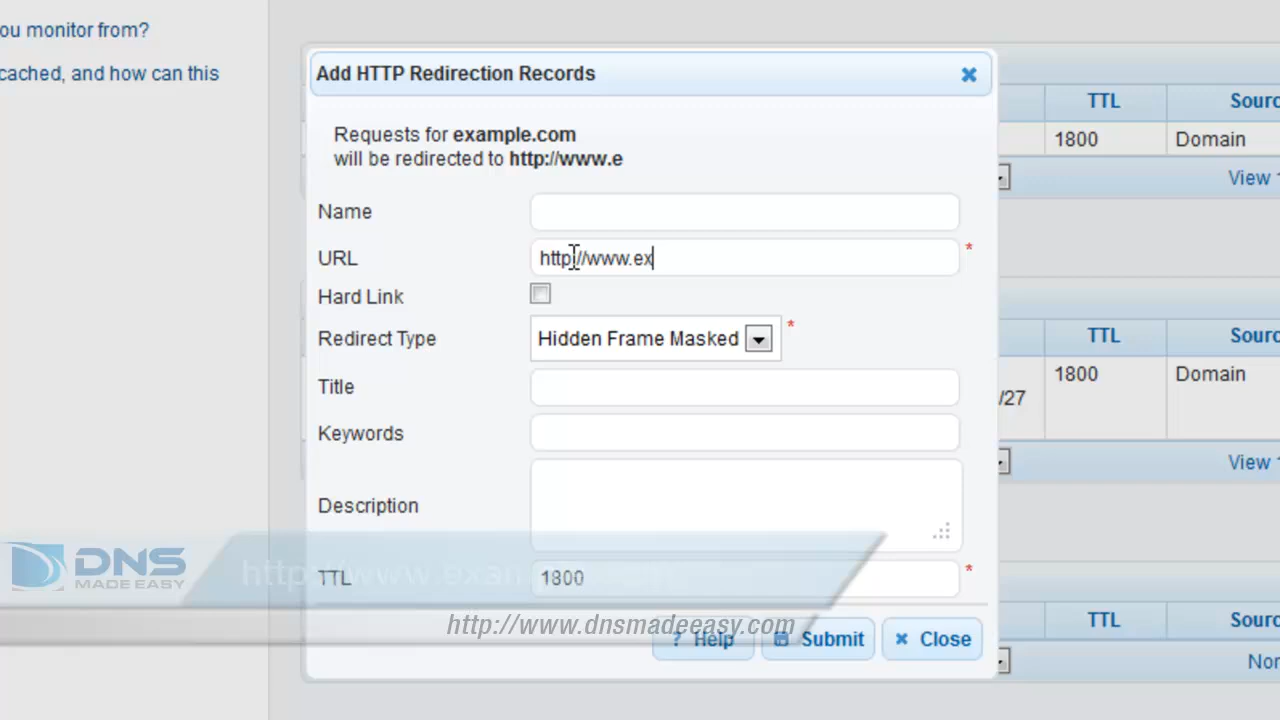 ou monitor from?
cached, and how can this
Add HTTP Redirection Records
Requests for example.com
will be redirected to http://www.e
Name
URL
http://www.ex
*
Hard Link
Redirect Type
Hidden Frame Masked
*
Title
Keywords
Description
TTL
1800
*
? Help
Submit
Close
TTL
Sourc
1800
Domain
View
TTL
Sourc
/27
1800
Domain
View
TTL
Sourc
Nor
DNS
MADE EASY
http://www.exam
http://www.dnsmadeeasy.com